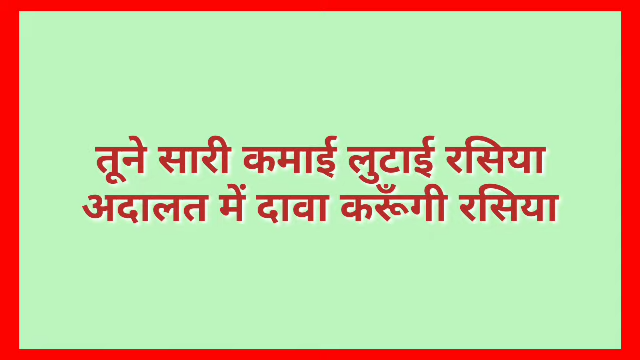 तूने सारी कमाई लुटाई रसिया
अदालत में दावा करूँगी रसिया